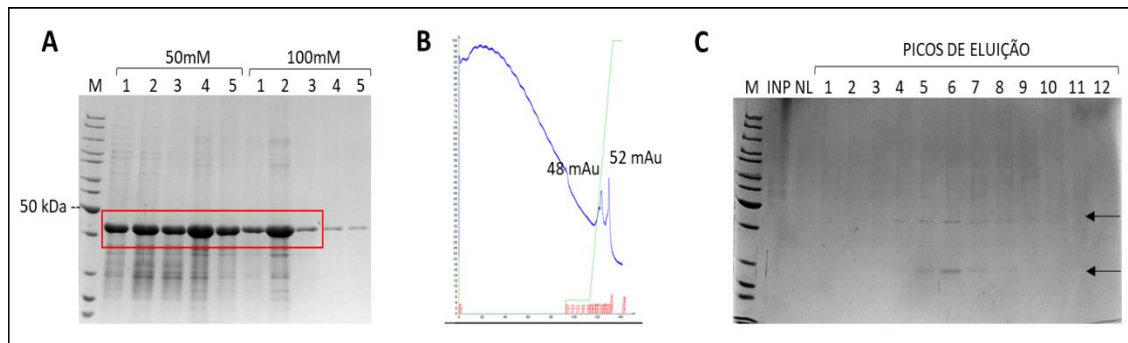 A
50mM 100mM
M 1 2 3 4 5 1 2 3 4 5
50 kDa --
B
48 mAu
52 mAu
C
PICOS DE ELUIÇÃO
M INP NL 1 2 3 4 5 6 7 8 9 10 11 12